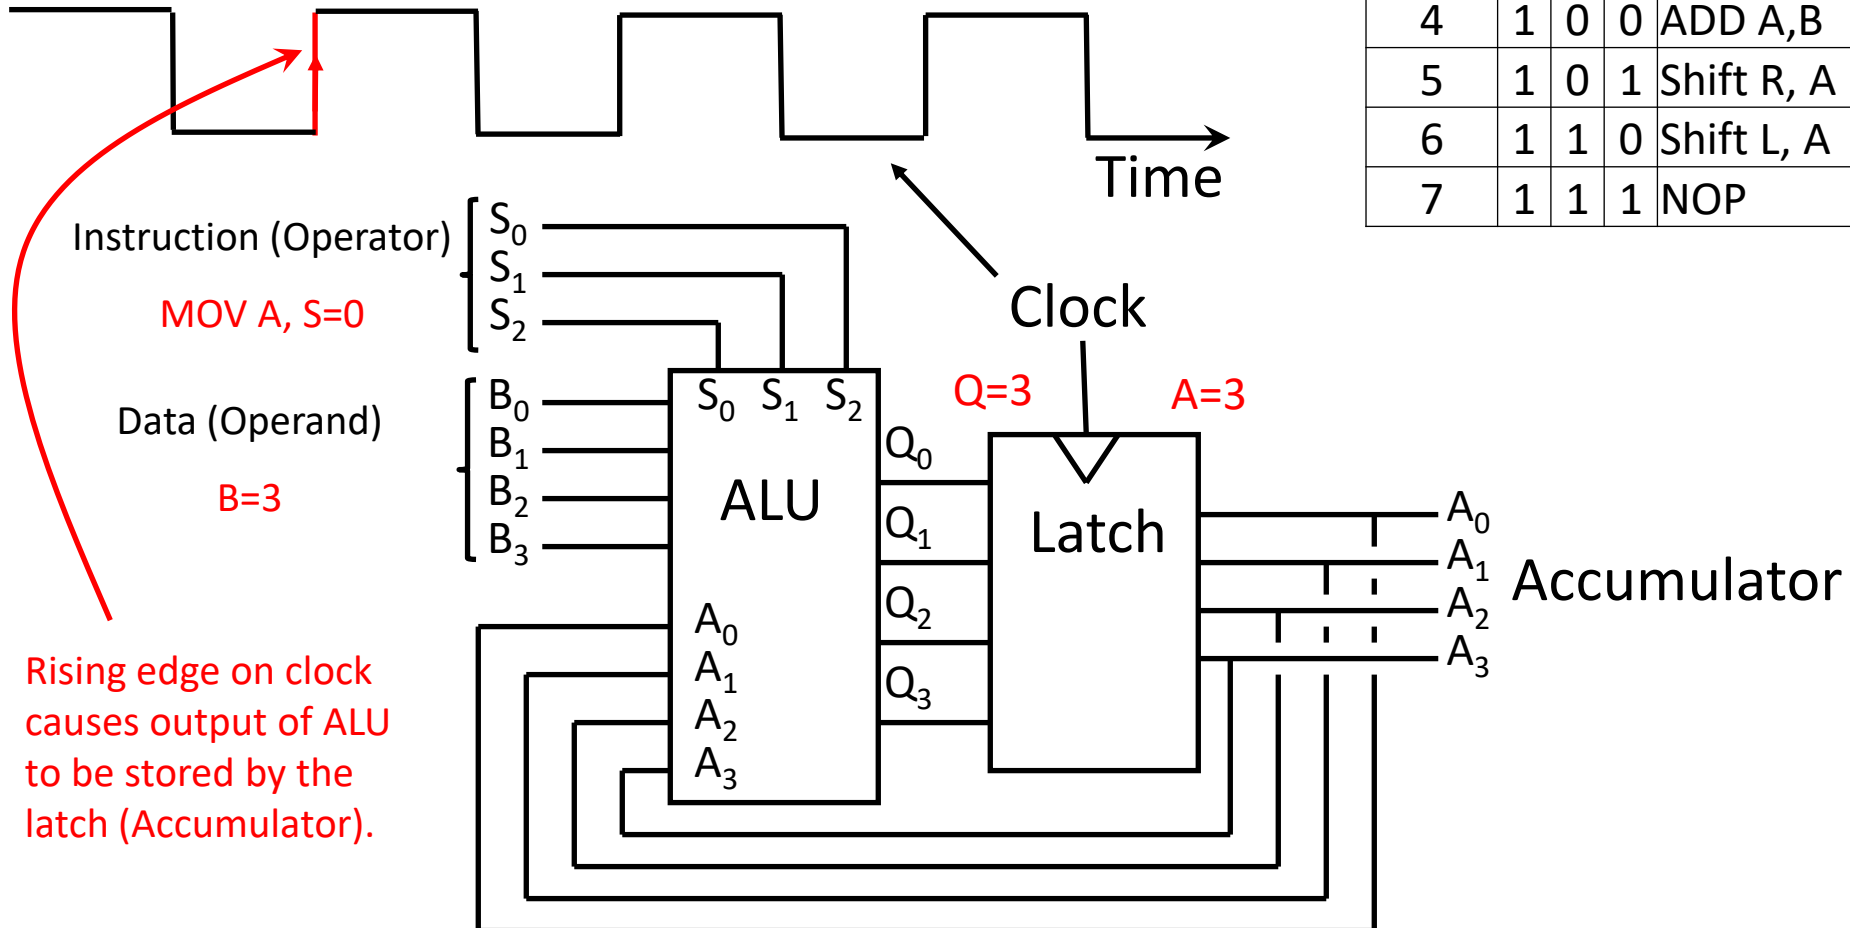 4 1 0 0 ADD A,B
5 1 0 1 Shift R, A
6 1 1 0 Shift L, A
7 1 1 1 NOP
Time
Instruction (Operator)
MOV A, S=0
S0
S1
S2
Clock
Data (Operand)
B=3
B0
B1
B2
B3
S0 S1 S2
ALU
A0
A1
A2
A3
Q=3
A=3
Q0
Q1
Q2
Q3
Latch
A0
A1
A2
A3
Accumulator
Rising edge on clock
causes output of ALU
to be stored by the
latch (Accumulator).